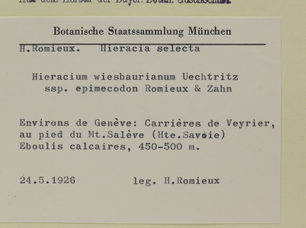 Botanische Staatssammlung München
H.Romieux.   Hieracia selecta
Hieracium wiesbaurianum Uechtritz
ssp. epimecodon Romieux & Zahn
Environs de Genève: Carrières de Veyrier,
au pied du Mt.Salève (Hte.Savoie)
Eboulis calcaires, 450-500 m.
24.5.1926   leg. H.Romieux